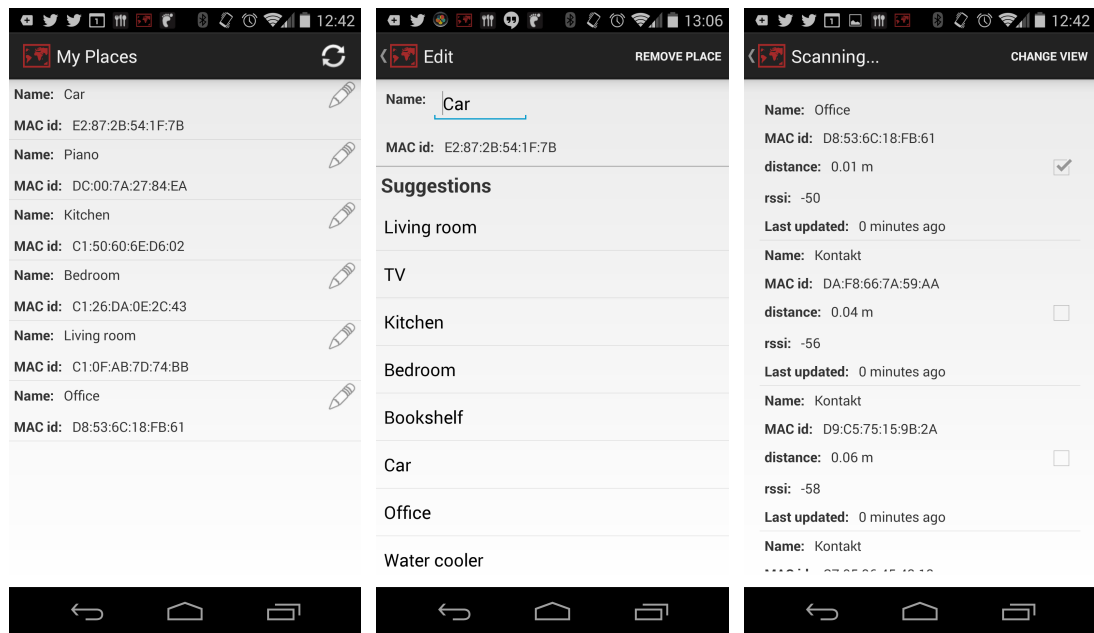 12:42
My Places
Name: Car
MAC id: E2:87:2B:54:1F:7B
Name: Piano
MAC id: DC:00:7A:27:84:EA
Name: Kitchen
MAC id: C1:50:60:6E:D6:02
Name: Bedroom
MAC id: C1:26:DA:0E:2C:43
Name: Living room
MAC id: C1:0F:AB:7D:74:BB
Name: Office
MAC id: D8:53:6C:18:FB:61
13:06
Edit REMOVE PLACE
Name: Car
MAC id: E2:87:2B:54:1F:7B
Suggestions
Living room
TV
Kitchen
Bedroom
Bookshelf
Car
Office
Water cooler
1 12:42
Scanning... CHANGE VIEW
Name: Office
MAC id: D8:53:6C:18:FB:61
distance: 0.01 m
rssi: -50
Last updated: 0 minutes ago
Name: Kontakt
MAC id: DA:F8:66:7A:59:AA
distance: 0.04 m
rssi: -56
Last updated: 0 minutes ago
Name: Kontakt
MAC id: D9:C5:75:15:9B:2A
distance: 0.06 m
rssi: -58
Last updated: 0 minutes ago
Name: Kontakt